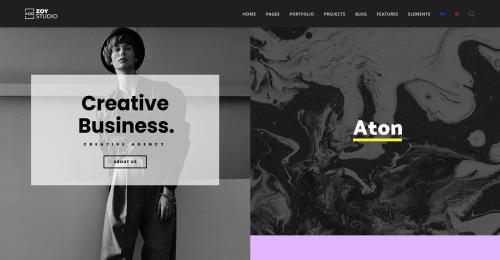 ZOY
STUDIO
HOME PAGES PORTFOLIO PROJECTS BLOG FEATURES ELEMENTS
Creative
Business.
CREATIVE AGENCY
ABOUT US
Aton